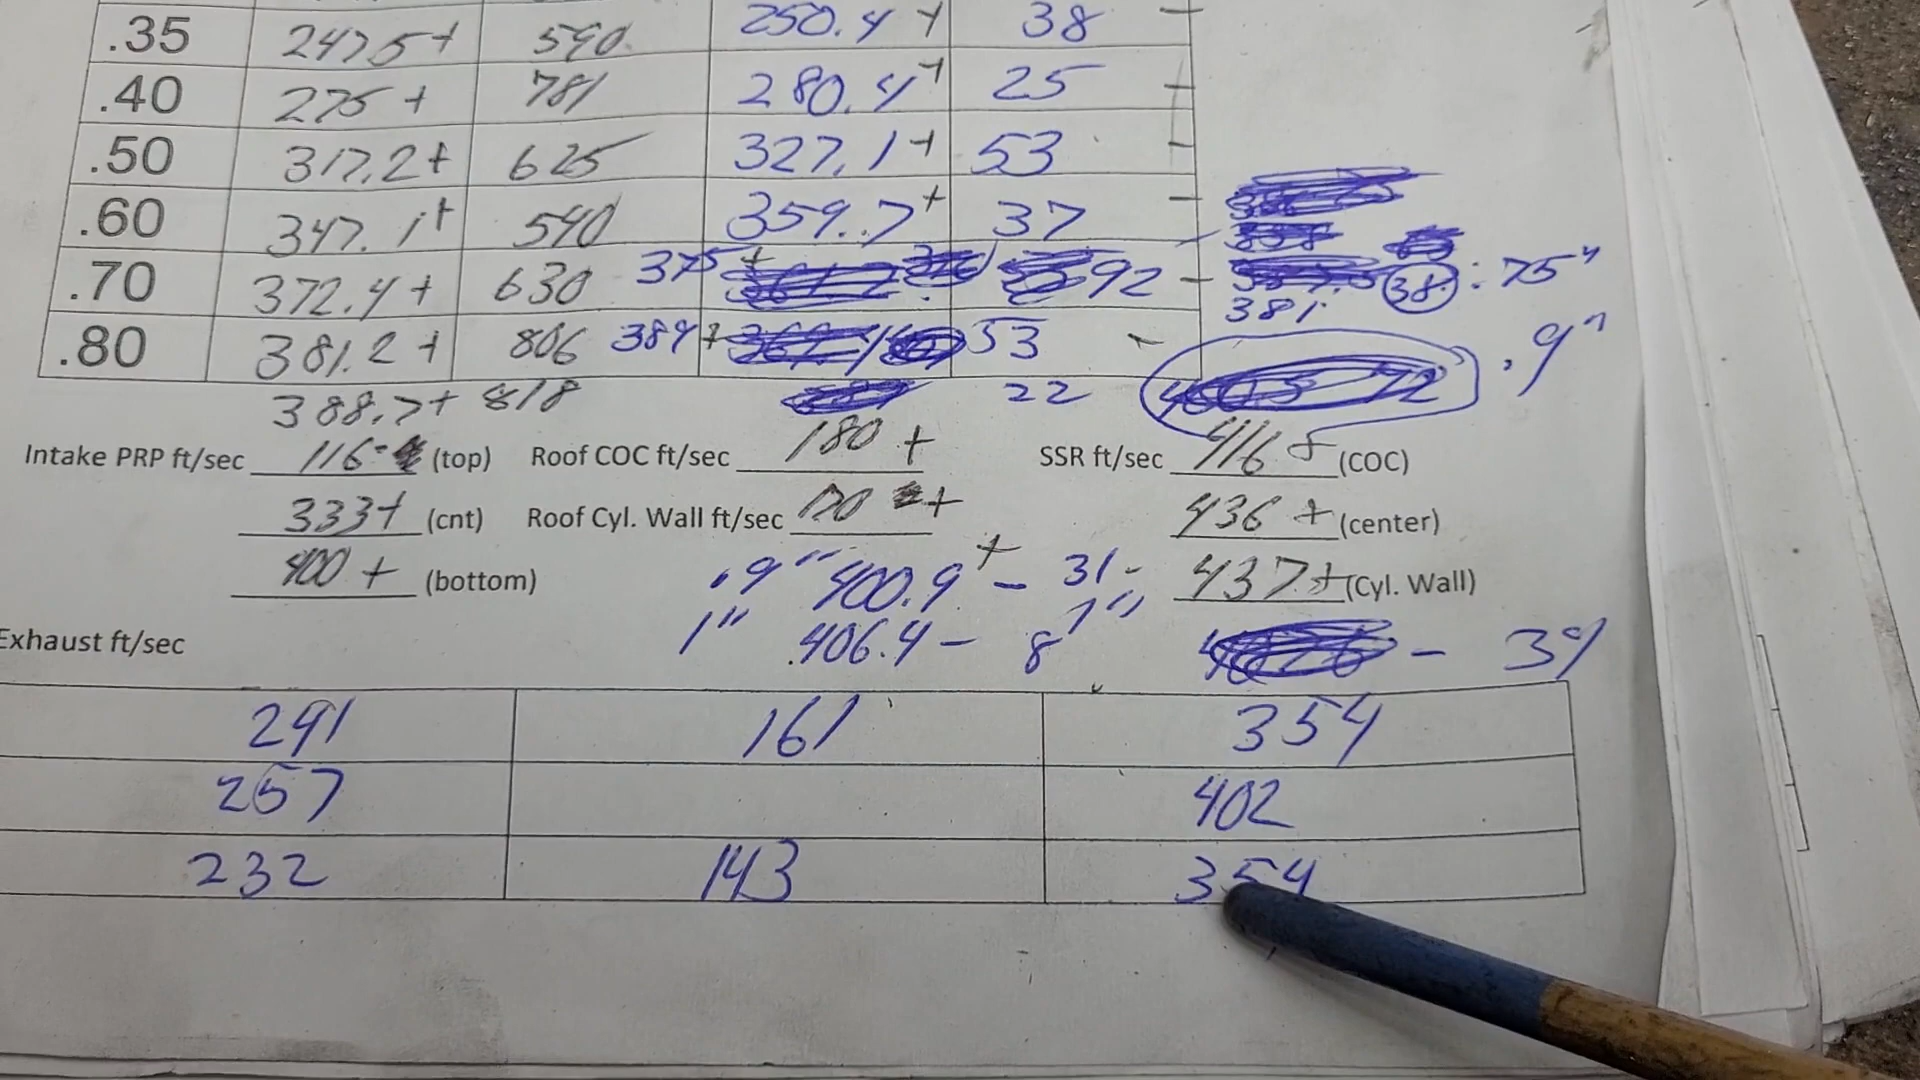 .35 247.5+ 590 250.4+ 38 -
.40 275+ 781 280.4+ 25 -
.50 317.2+ 625 327.1+ 53 -
.60 347.1+ 540 359.7+ 37 -
.70 372.4+ 630 375+ 92 - 38 : 75"
381.
.80 381.2+ 806 389+ 53 - .9"
388.7+ 818 22
Intake PRP ft/sec 116- (top) Roof COC ft/sec 180+ SSR ft/sec 416+ (COC)
333+ (cnt) Roof Cyl. Wall ft/sec 170+ 436+ (center)
400+ (bottom) .9" 400.9+ - 31- 437+ (Cyl. Wall)
Exhaust ft/sec 1" .406.4 - 8 1" - 39
291 161 354
257 402
232 143 354